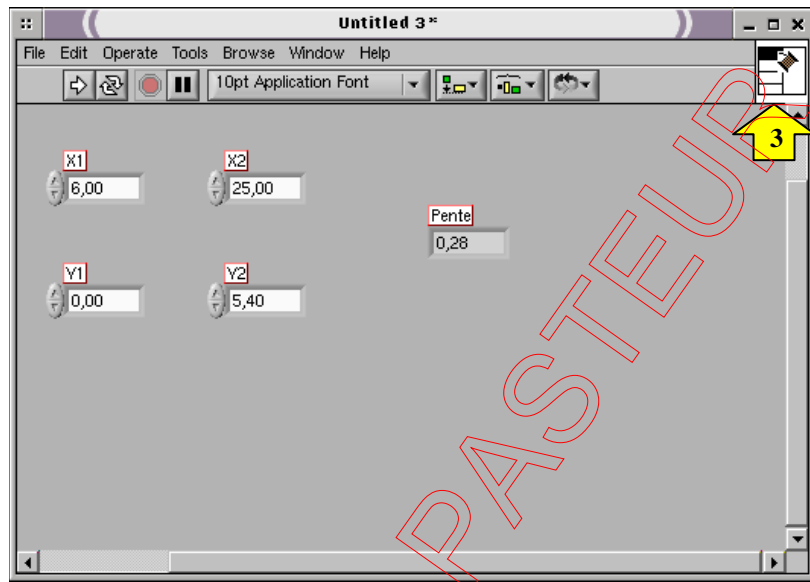 Untitled 3*
File Edit Operate Tools Browse Window Help
10pt Application Font
3
X1 X2
6,00 25,00
Pente
0,28
Y1 Y2
0,00 5,40
PASTEUR